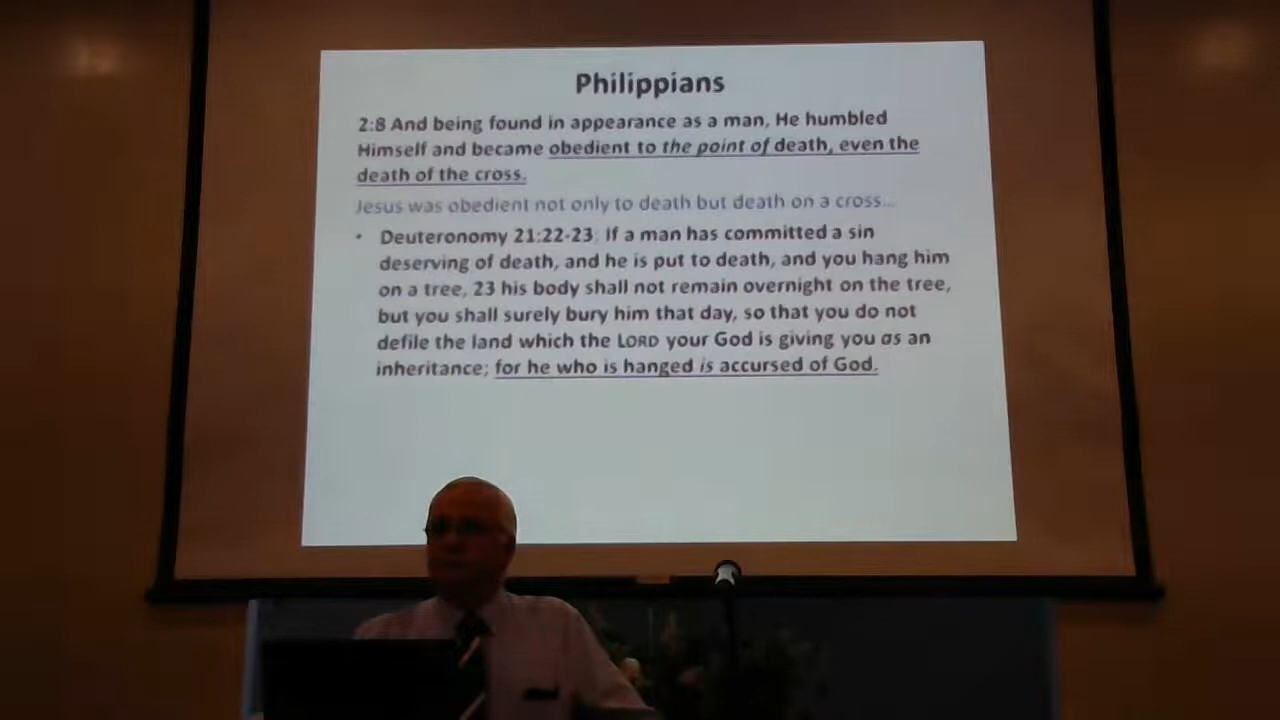 Philippians
2:8 And being found in appearance as a man, He humbled
Himself and became obedient to the point of death, even the
death of the cross.
Jesus was obedient not only to death but death on a cross...
• Deuteronomy 21:22-23: If a man has committed a sin
deserving of death, and he is put to death, and you hang him
on a tree, 23 his body shall not remain overnight on the tree,
but you shall surely bury him that day, so that you do not
defile the land which the LORD your God is giving you as an
inheritance; for he who is hanged is accursed of God.